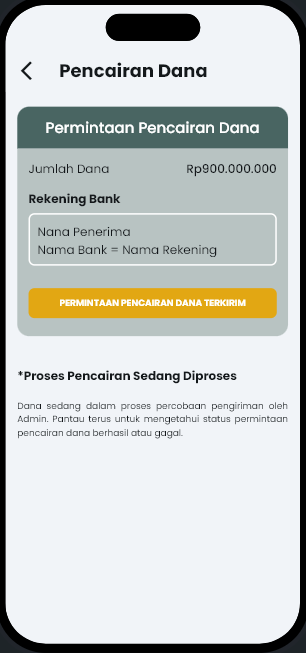 Pencairan Dana
Permintaan Pencairan Dana
Jumlah Dana Rp900.000.000
Rekening Bank
Nana Penerima
Nama Bank = Nama Rekening
PERMINTAAN PENCAIRAN DANA TERKIRIM
*Proses Pencairan Sedang Diproses
Dana sedang dalam proses percobaan pengiriman oleh
Admin. Pantau terus untuk mengetahui status permintaan
pencairan dana berhasil atau gagal.